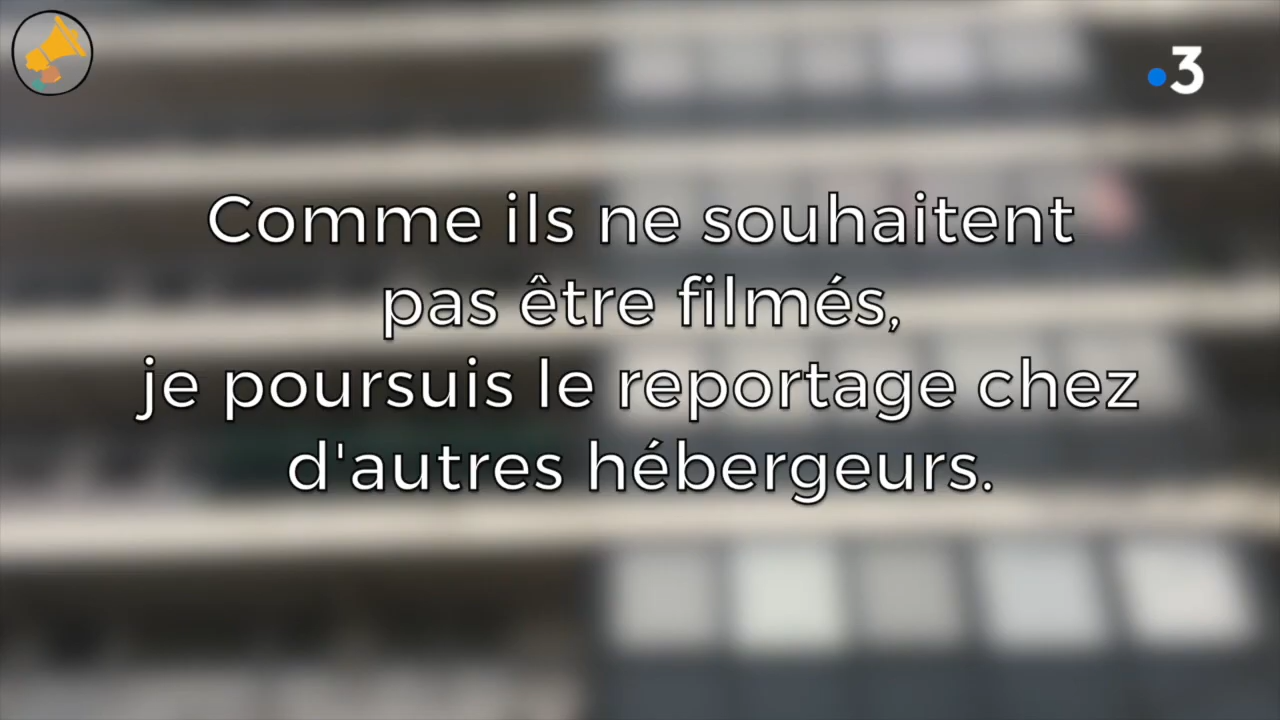 3
Comme ils ne souhaitent
pas être filmés,
je poursuis le reportage chez
d'autres hébergeurs.